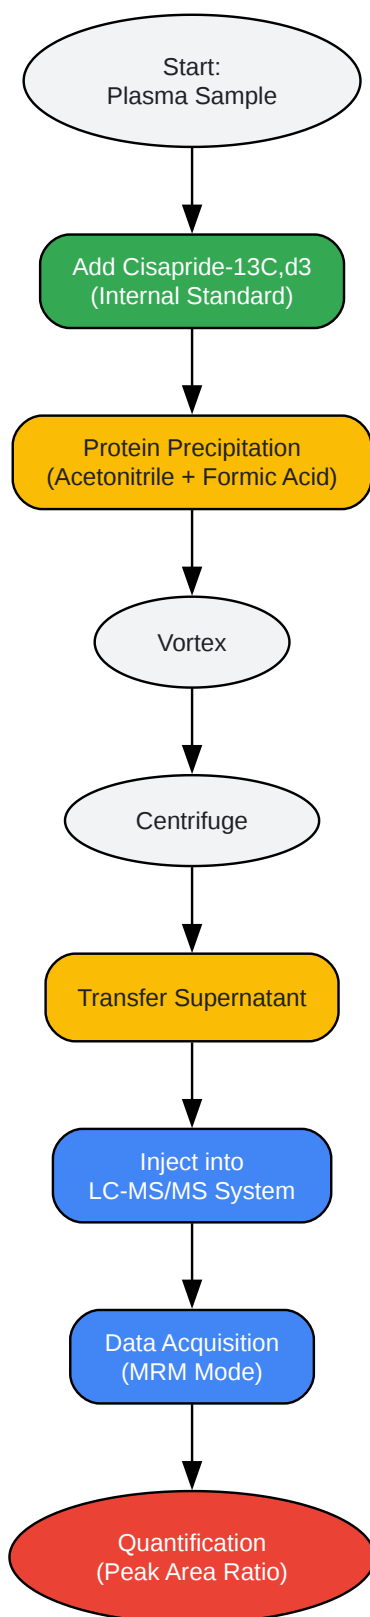 Start:
Plasma Sample
Add Cisapride-13C,d3
(Internal Standard)
Protein Precipitation
(Acetonitrile + Formic Acid)
Vortex
Centrifuge
Transfer Supernatant
Inject into
LC-MS/MS System
Data Acquisition
(MRM Mode)
Quantification
(Peak Area Ratio)